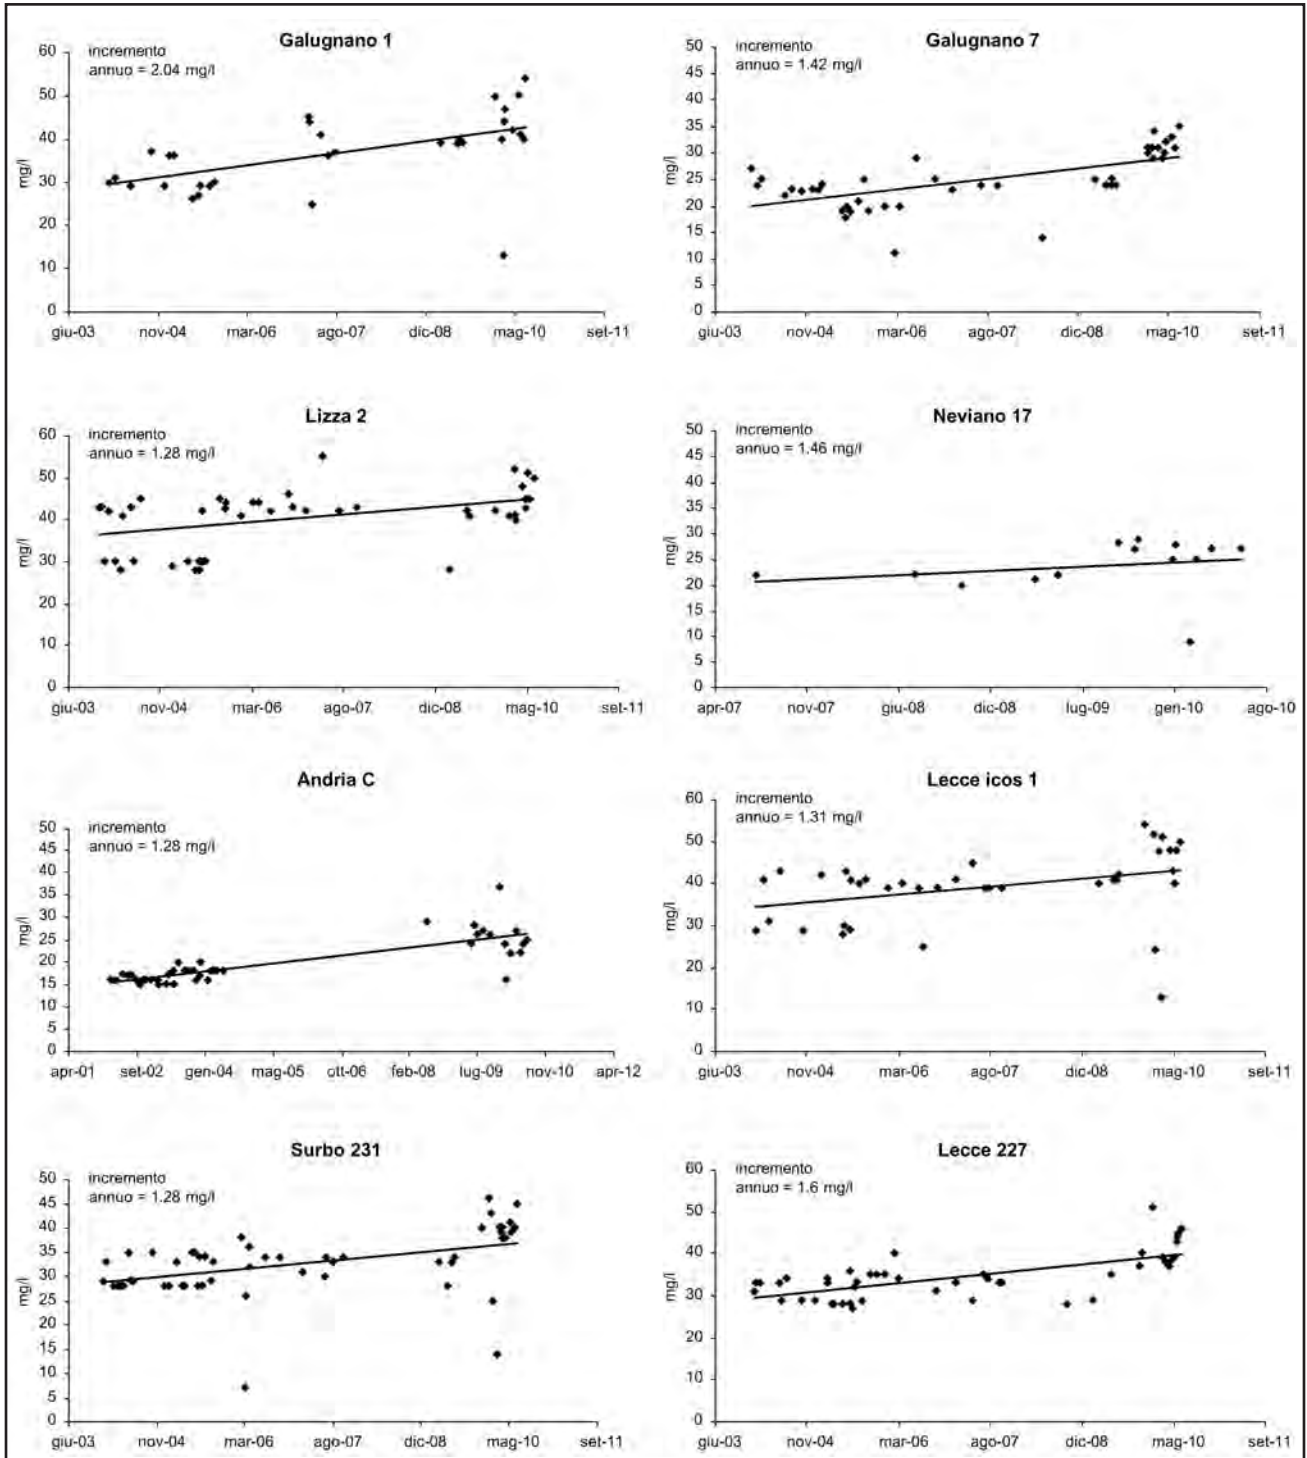 Galugnano 1
incremento
annuo = 2.04 mg/l
mg/l
60
50
40
30
20
10
0
giu-03 nov-04 mar-06 ago-07 dic-08 mag-10 set-11
Galugnano 7
incremento
annuo = 1.42 mg/l
mg/l
50
45
40
35
30
25
20
15
10
5
0
giu-03 nov-04 mar-06 ago-07 dic-08 mag-10 set-11
Lizza 2
incremento
annuo = 1.28 mg/l
mg/l
60
50
40
30
20
10
0
giu-03 nov-04 mar-06 ago-07 dic-08 mag-10 set-11
Neviano 17
incremento
annuo = 1.46 mg/l
mg/l
50
45
40
35
30
25
20
15
10
5
0
apr-07 nov-07 giu-08 dic-08 lug-09 gen-10 ago-10
Andria C
incremento
annuo = 1.28 mg/l
mg/l
50
45
40
35
30
25
20
15
10
5
0
apr-01 set-02 gen-04 mag-05 ott-06 feb-08 lug-09 nov-10 apr-12
Lecce icos 1
incremento
annuo = 1.31 mg/l
mg/l
60
50
40
30
20
10
0
giu-03 nov-04 mar-06 ago-07 dic-08 mag-10 set-11
Surbo 231
incremento
annuo = 1.28 mg/l
mg/l
50
45
40
35
30
25
20
15
10
5
0
giu-03 nov-04 mar-06 ago-07 dic-08 mag-10 set-11
Lecce 227
incremento
annuo = 1.6 mg/l
mg/l
60
50
40
30
20
10
0
giu-03 nov-04 mar-06 ago-07 dic-08 mag-10 set-11